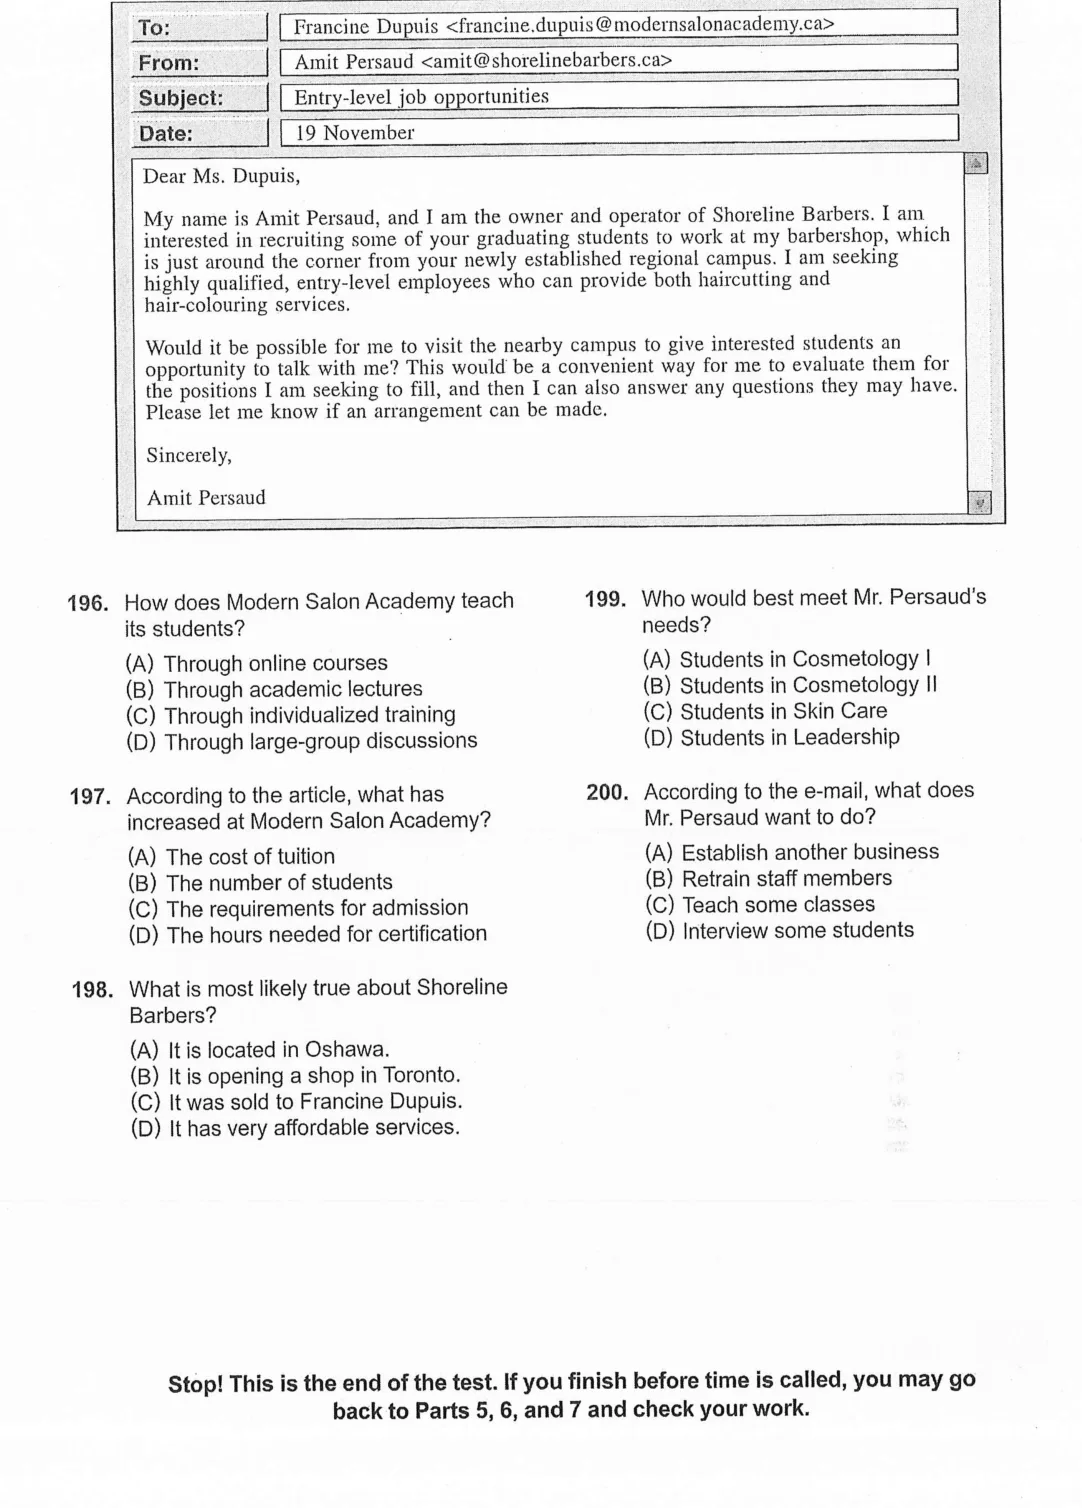 To: Francine Dupuis <francine.dupuis@modernsalonacademy.ca>
From: Amit Persaud <amit@shorelinebarbers.ca>
Subject: Entry-level job opportunities
Date: 19 November
Dear Ms. Dupuis,
My name is Amit Persaud, and I am the owner and operator of Shoreline Barbers. I am
interested in recruiting some of your graduating students to work at my barbershop, which
is just around the corner from your newly established regional campus. I am seeking
highly qualified, entry-level employees who can provide both haircutting and
hair-colouring services.
Would it be possible for me to visit the nearby campus to give interested students an
opportunity to talk with me? This would be a convenient way for me to evaluate them for
the positions I am seeking to fill, and then I can also answer any questions they may have.
Please let me know if an arrangement can be made.
Sincerely,
Amit Persaud
196. How does Modern Salon Academy teach
its students?
(A) Through online courses
(B) Through academic lectures
(C) Through individualized training
(D) Through large-group discussions
197. According to the article, what has
increased at Modern Salon Academy?
(A) The cost of tuition
(B) The number of students
(C) The requirements for admission
(D) The hours needed for certification
198. What is most likely true about Shoreline
Barbers?
(A) It is located in Oshawa.
(B) It is opening a shop in Toronto.
(C) It was sold to Francine Dupuis.
(D) It has very affordable services.
199. Who would best meet Mr. Persaud's
needs?
(A) Students in Cosmetology I
(B) Students in Cosmetology II
(C) Students in Skin Care
(D) Students in Leadership
200. According to the e-mail, what does
Mr. Persaud want to do?
(A) Establish another business
(B) Retrain staff members
(C) Teach some classes
(D) Interview some students
Stop! This is the end of the test. If you finish before time is called, you may go
back to Parts 5, 6, and 7 and check your work.